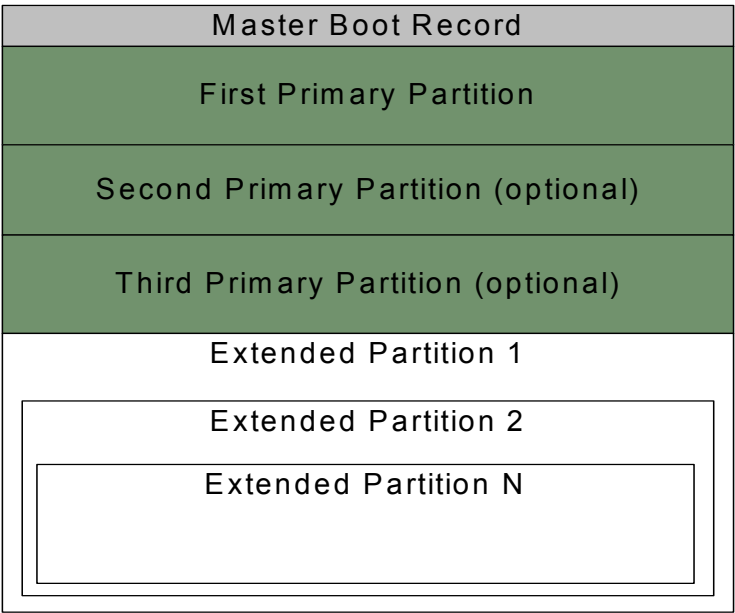 Master Boot Record
First Primary Partition
Second Primary Partition (optional)
Third Primary Partition (optional)
Extended Partition 1
Extended Partition 2
Extended Partition N